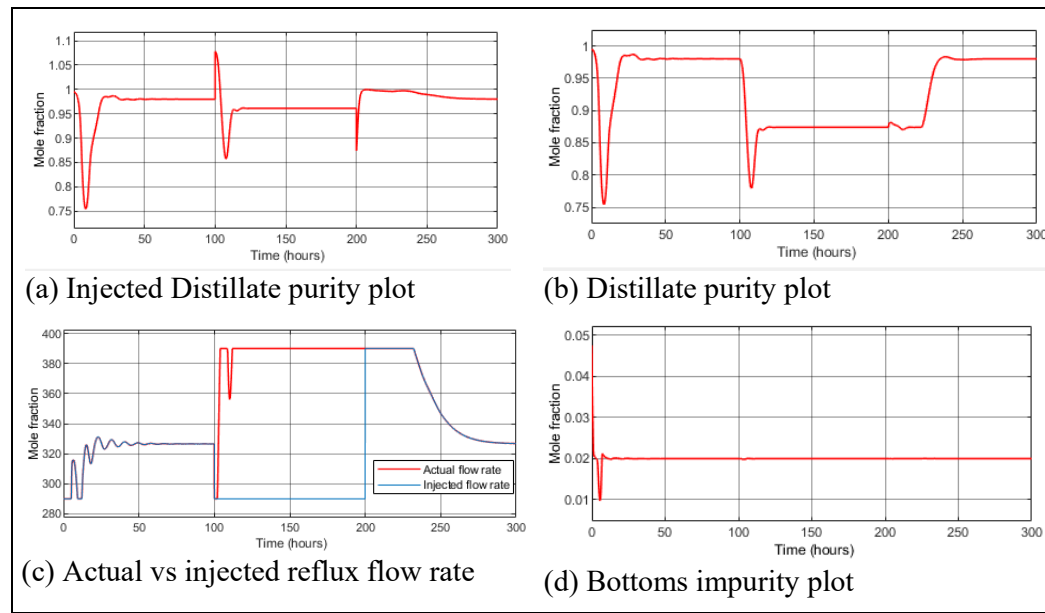 1.1
1.05
1
0.95
0.9
0.85
0.8
0.75
Mole fraction
0 50 100 150 200 250 300
Time (hours)
(a) Injected Distillate purity plot
1
0.95
0.9
0.85
0.8
0.75
Mole fraction
0 50 100 150 200 250 300
Time (hours)
(b) Distillate purity plot
400
380
360
340
320
300
280
Mole fraction
Actual flow rate
Injected flow rate
0 50 100 150 200 250 300
Time (hours)
(c) Actual vs injected reflux flow rate
0.05
0.04
0.03
0.02
0.01
Mole fraction
0 50 100 150 200 250 300
Time (hours)
(d) Bottoms impurity plot